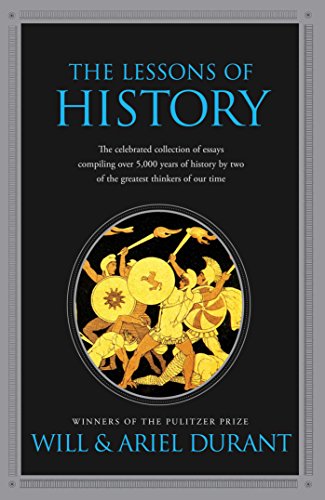 THE LESSONS OF
HISTORY
The celebrated collection of essays
compiling over 5,000 years of history by two
of the greatest thinkers of our time
WINNERS OF THE PULITZER PRIZE
WILL & ARIEL DURANT